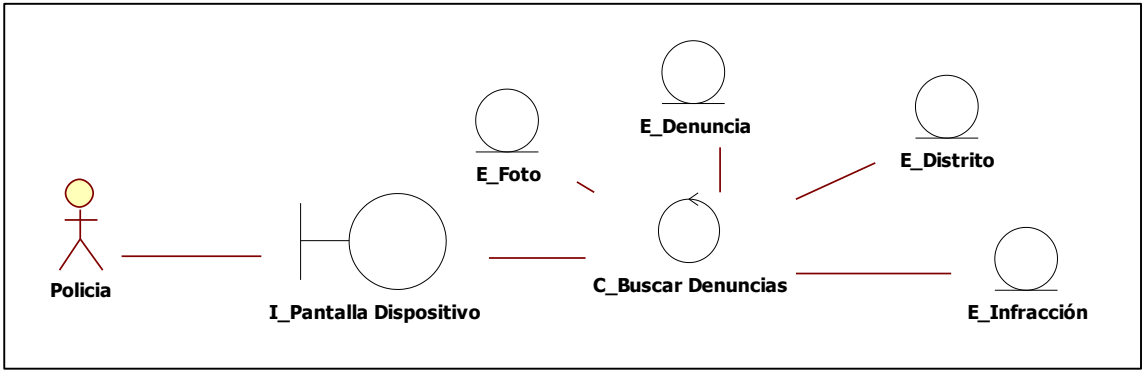 E_Denuncia
E_Distrito
E_Foto
Policia
I_Pantalla Dispositivo
C_Buscar Denuncias
E_Infracción